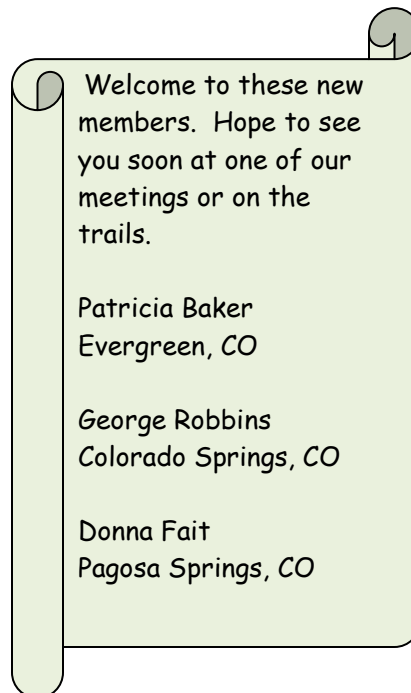 Welcome to these new
members.  Hope to see
you soon at one of our
meetings or on the
trails.

Patricia Baker
Evergreen, CO

George Robbins
Colorado Springs, CO

Donna Fait
Pagosa Springs, CO